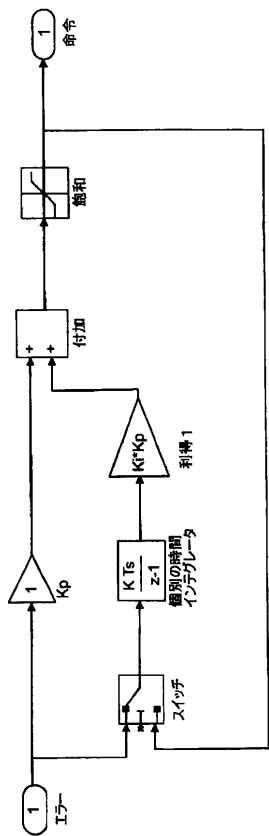 1
エラー
1
Kp
スイッチ
K Ts
z-1
個別の時間
インテグレータ
Ki*Kp
利得 1
+
+
付加
飽和
1
命令